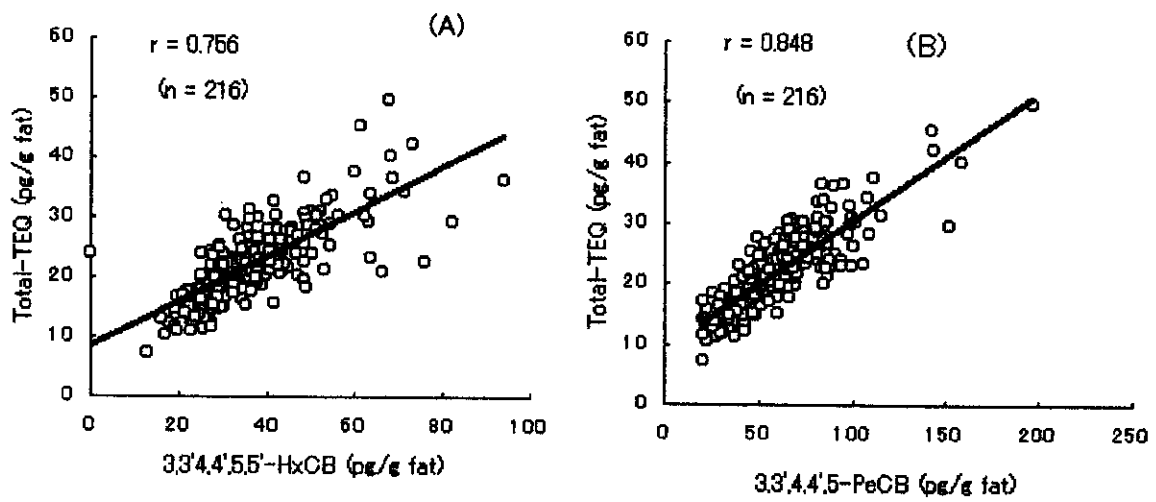 (A)
r = 0.756
(n = 216)
60
50
40
30
20
10
0
Total-TEQ (pg/g fat)
0 20 40 60 80 100
3,3'4,4',5,5'-HxCB (pg/g fat)
(B)
r = 0.848
(n = 216)
60
50
40
30
20
10
0
Total-TEQ (pg/g fat)
0 50 100 150 200 250
3,3',4,4',5-PeCB (pg/g fat)